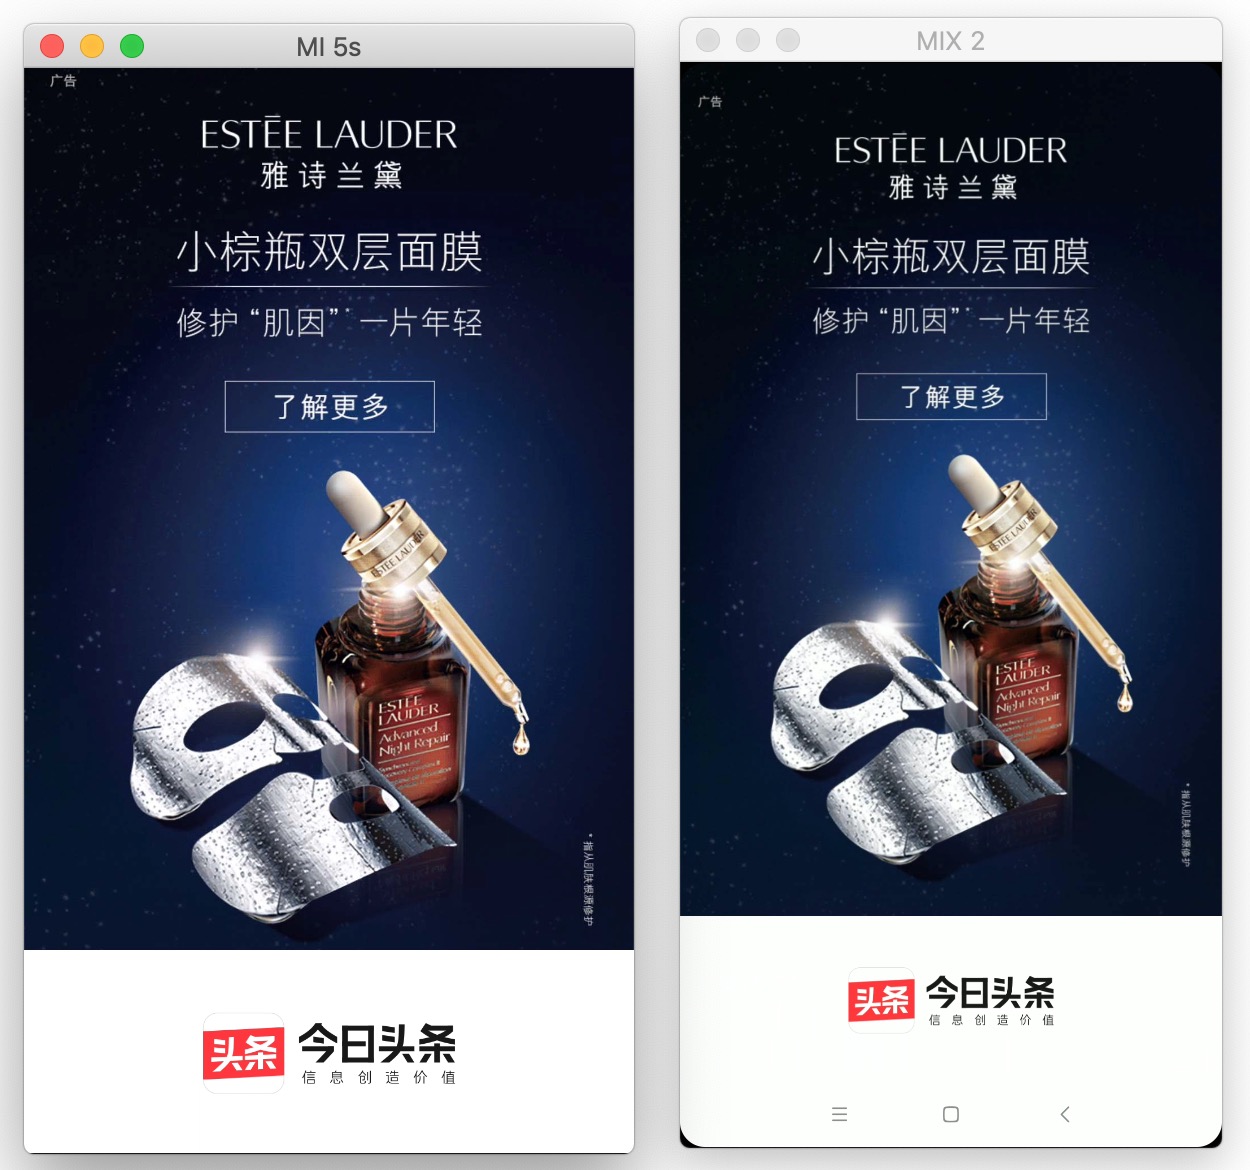 MI 5s
广告
ESTĒE LAUDER
雅诗兰黛
小棕瓶双层面膜
修护“肌因”* 一片年轻
了解更多
ESTĒE LAUDER
ESTĒE
LAUDER
Advanced
Night Repair
* 指从肌肤根源修护
头条
今日头条
信息创造价值
MIX 2
广告
ESTĒE LAUDER
雅诗兰黛
小棕瓶双层面膜
修护“肌因”* 一片年轻
了解更多
ESTĒE LAUDER
ESTĒE
LAUDER
Advanced
Night Repair
* 指从肌肤根源修护
头条
今日头条
信息创造价值